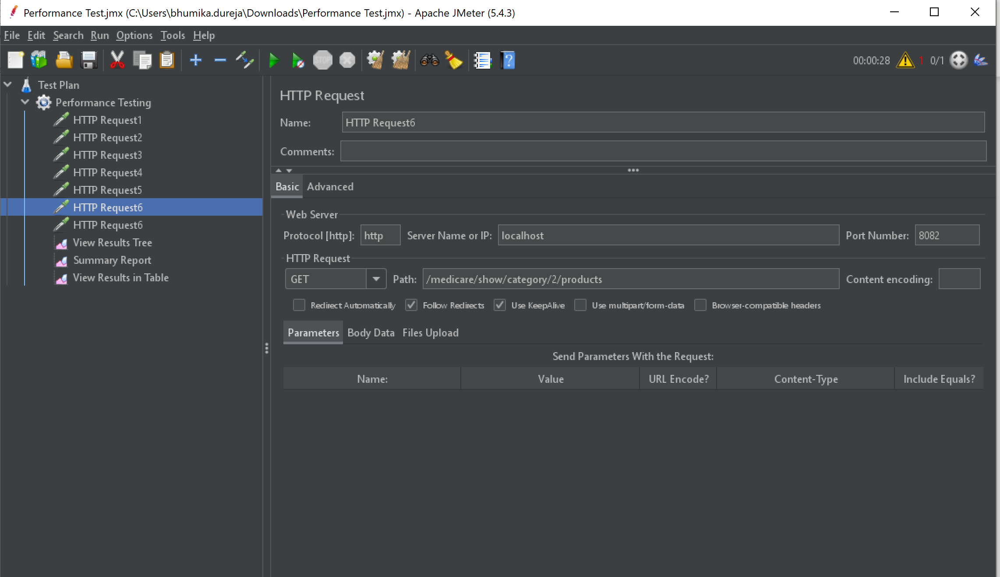 Performance Test.jmx (C:\Users\bhumika.dureja\Downloads\Performance Test.jmx) - Apache JMeter (5.4.3)
File Edit Search Run Options Tools Help
STOP
00:00:28 1 0/1
Test Plan
Performance Testing
HTTP Request1
HTTP Request2
HTTP Request3
HTTP Request4
HTTP Request5
HTTP Request6
HTTP Request6
View Results Tree
Summary Report
View Results in Table
HTTP Request
Name: HTTP Request6
Comments:
Basic Advanced
Web Server
Protocol [http]: http Server Name or IP: localhost Port Number: 8082
HTTP Request
GET Path: /medicare/show/category/2/products Content encoding:
Redirect Automatically Follow Redirects Use KeepAlive Use multipart/form-data Browser-compatible headers
Parameters Body Data Files Upload
Send Parameters With the Request:
Name: Value URL Encode? Content-Type Include Equals?